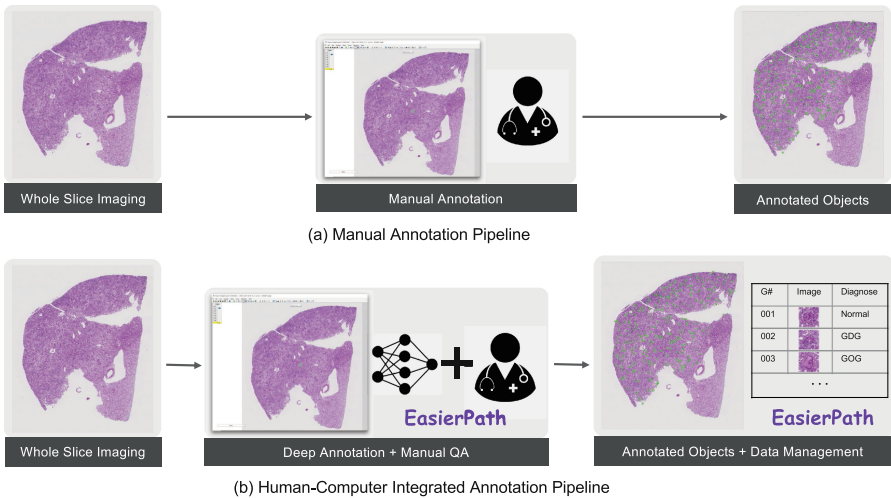 Whole Slice Imaging
Manual Annotation
Annotated Objects
(a) Manual Annotation Pipeline
G# Image Diagnose
001 Normal
002 GDG
003 GOG
...
EasierPath
EasierPath
Whole Slice Imaging
Deep Annotation + Manual QA
Annotated Objects + Data Management
(b) Human-Computer Integrated Annotation Pipeline